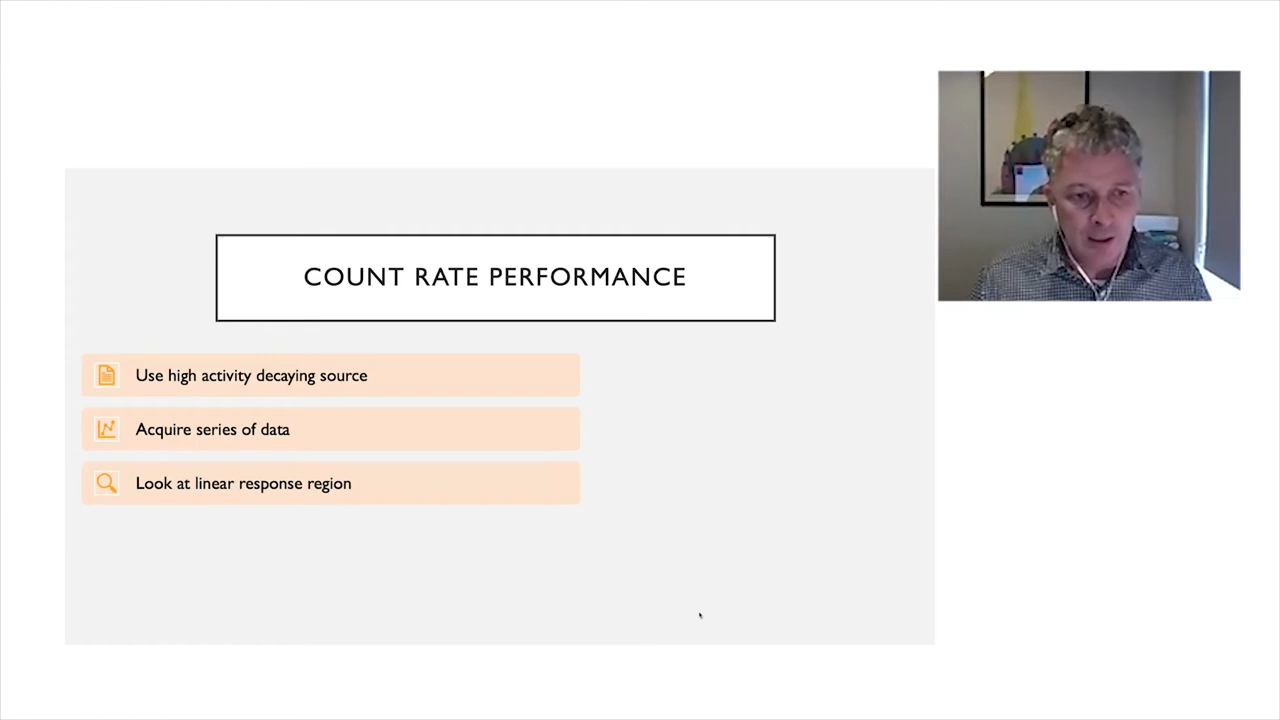 COUNT RATE PERFORMANCE
Use high activity decaying source
Acquire series of data
Look at linear response region